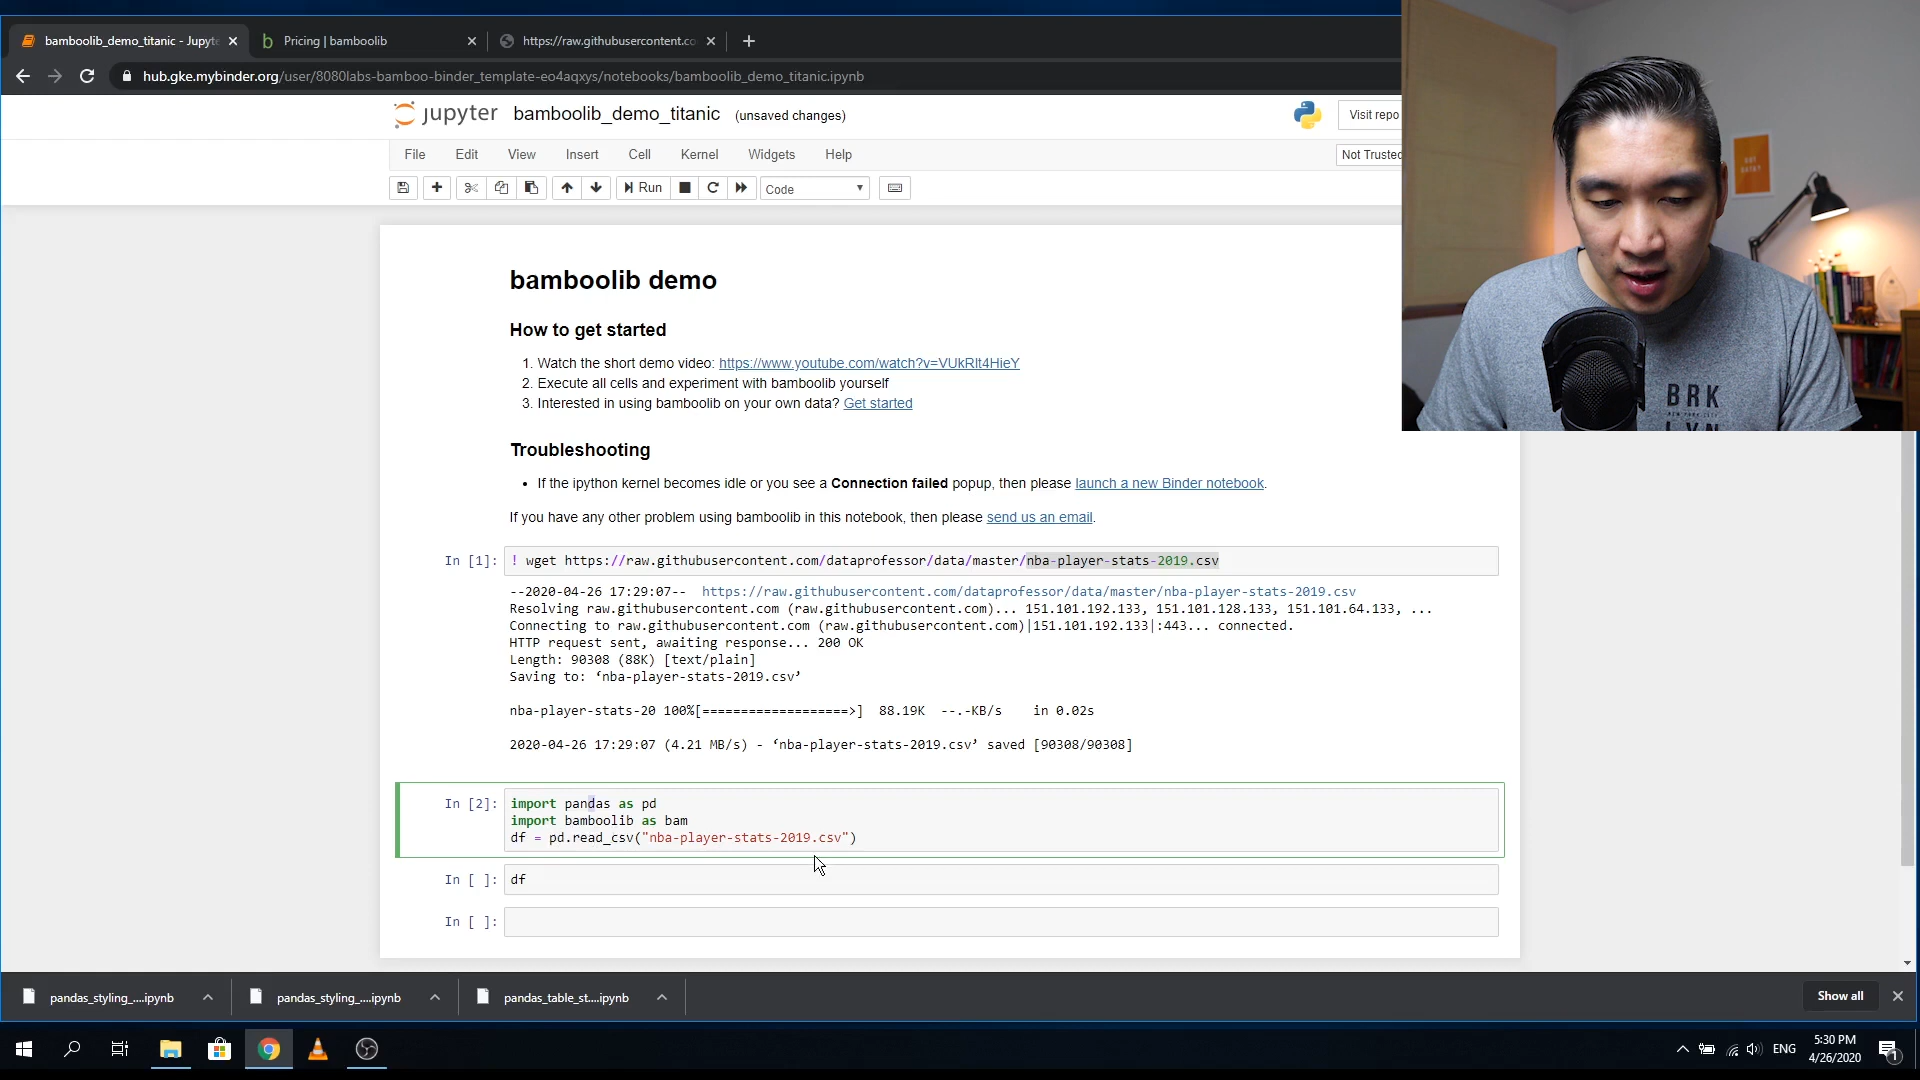 bamboolib_demo_titanic - Jupyte
Pricing | bamboolib
https://raw.githubusercontent.co
hub.gke.mybinder.org/user/8080labs-bamboo-binder_template-eo4aqxys/notebooks/bamboolib_demo_titanic.ipynb
jupyter bamboolib_demo_titanic (unsaved changes)
Visit repo
File Edit View Insert Cell Kernel Widgets Help
Not Trusted
Run
Code
bamboolib demo
How to get started
1. Watch the short demo video: https://www.youtube.com/watch?v=VUkRIt4HieY
2. Execute all cells and experiment with bamboolib yourself
3. Interested in using bamboolib on your own data? Get started
Troubleshooting
• If the ipython kernel becomes idle or you see a Connection failed popup, then please launch a new Binder notebook.
If you have any other problem using bamboolib in this notebook, then please send us an email.
In [1]: ! wget https://raw.githubusercontent.com/dataprofessor/data/master/nba-player-stats-2019.csv
--2020-04-26 17:29:07-- https://raw.githubusercontent.com/dataprofessor/data/master/nba-player-stats-2019.csv
Resolving raw.githubusercontent.com (raw.githubusercontent.com)... 151.101.192.133, 151.101.128.133, 151.101.64.133, ...
Connecting to raw.githubusercontent.com (raw.githubusercontent.com)|151.101.192.133|:443... connected.
HTTP request sent, awaiting response... 200 OK
Length: 90308 (88K) [text/plain]
Saving to: ‘nba-player-stats-2019.csv’
nba-player-stats-20 100%[===================>] 88.19K --.-KB/s in 0.02s
2020-04-26 17:29:07 (4.21 MB/s) - ‘nba-player-stats-2019.csv’ saved [90308/90308]
In [2]: import pandas as pd
import bamboolib as bam
df = pd.read_csv("nba-player-stats-2019.csv")
In [ ]: df
In [ ]:
BRK
pandas_styling_....ipynb
pandas_styling_....ipynb
pandas_table_st....ipynb
Show all
ENG
5:30 PM
4/26/2020
1